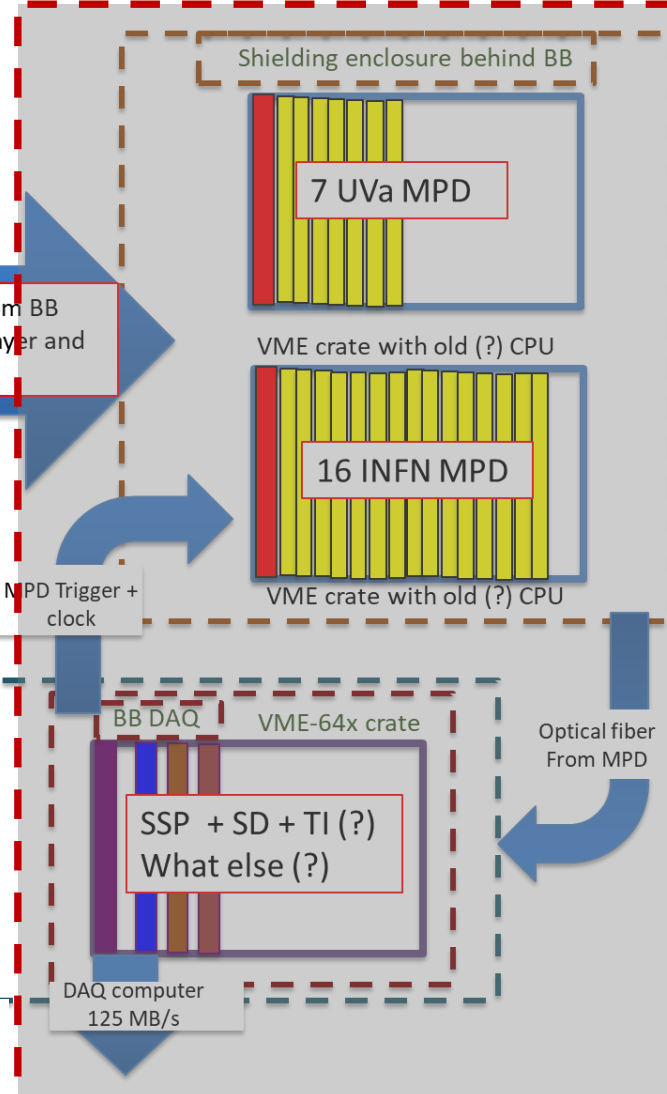 Shielding enclosure behind BB
7 UVa MPD
BB
and
VME crate with old (?) CPU
16 INFN MPD
MPD Trigger +
clock
VME crate with old (?) CPU
BB DAQ
VME-64x crate
Optical fiber
From MPD
SSP + SD + TI (?)
What else (?)
DAQ computer
125 MB/s